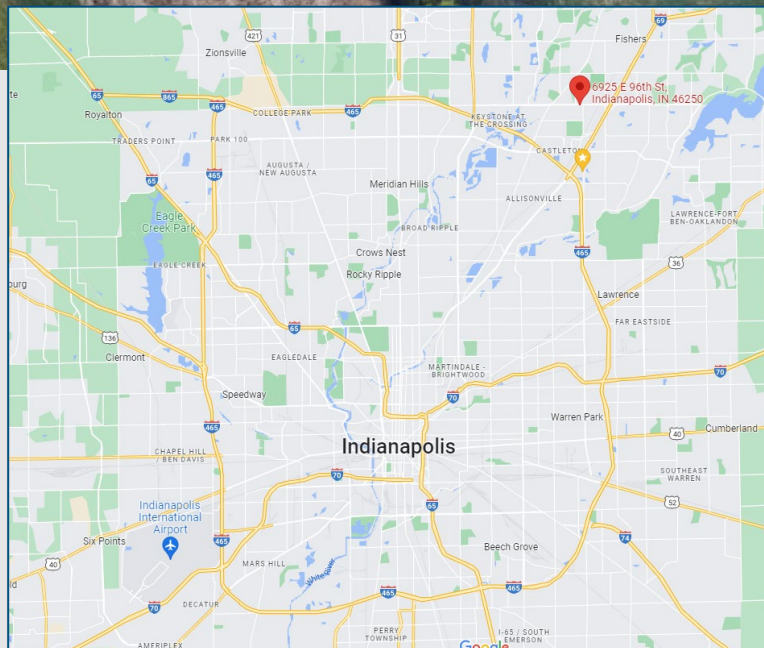 69
421
31
Fishers
Zionsville
6925 E 96th St,
Indianapolis, IN 46250
65
865
465
465
Royalton
COLLEGE PARK
KEYSTONE AT
THE CROSSING
TRADERS POINT
PARK 100
CASTLETON
AUGUSTA /
NEW AUGUSTA
465
65
Meridian Hills
ALLISONVILLE
Eagle
Creek Park
LAWRENCE-FORT
BEN-OAKLANDON
BROAD RIPPLE
Crows Nest
465
EAGLE CREEK
36
Rocky Ripple
Lawrence
65
FAR EASTSIDE
136
Clermont
EAGLEDALE
MARTINDALE -
BRIGHTWOOD
70
Speedway
70
Warren Park
465
40
Cumberland
Indianapolis
CHAPEL HILL
/ BEN DAVIS
70
SOUTHEAST
WARREN
Indianapolis
International
Airport
65
52
Six Points
465
74
40
Beech Grove
MARS HILL
White River
465
465
70
DECATUR
PERRY
TOWNSHIP
I-65 / SOUTH
EMERSON
AMERIPLEX
Google